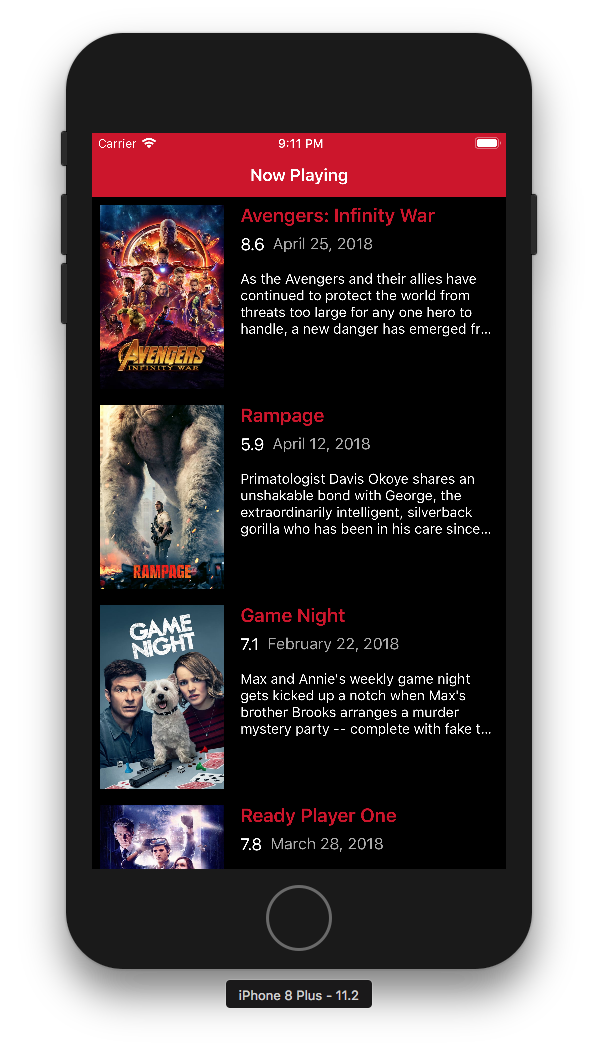 Carrier 9:11 PM
Now Playing
AVENGERS
INFINITY WAR
Avengers: Infinity War
8.6 April 25, 2018
As the Avengers and their allies have
continued to protect the world from
threats too large for any one hero to
handle, a new danger has emerged fr...
RAMPAGE
Rampage
5.9 April 12, 2018
Primatologist Davis Okoye shares an
unshakable bond with George, the
extraordinarily intelligent, silverback
gorilla who has been in his care since...
GAME
NIGHT
Game Night
7.1 February 22, 2018
Max and Annie's weekly game night
gets kicked up a notch when Max's
brother Brooks arranges a murder
mystery party -- complete with fake t...
Ready Player One
7.8 March 28, 2018
iPhone 8 Plus - 11.2